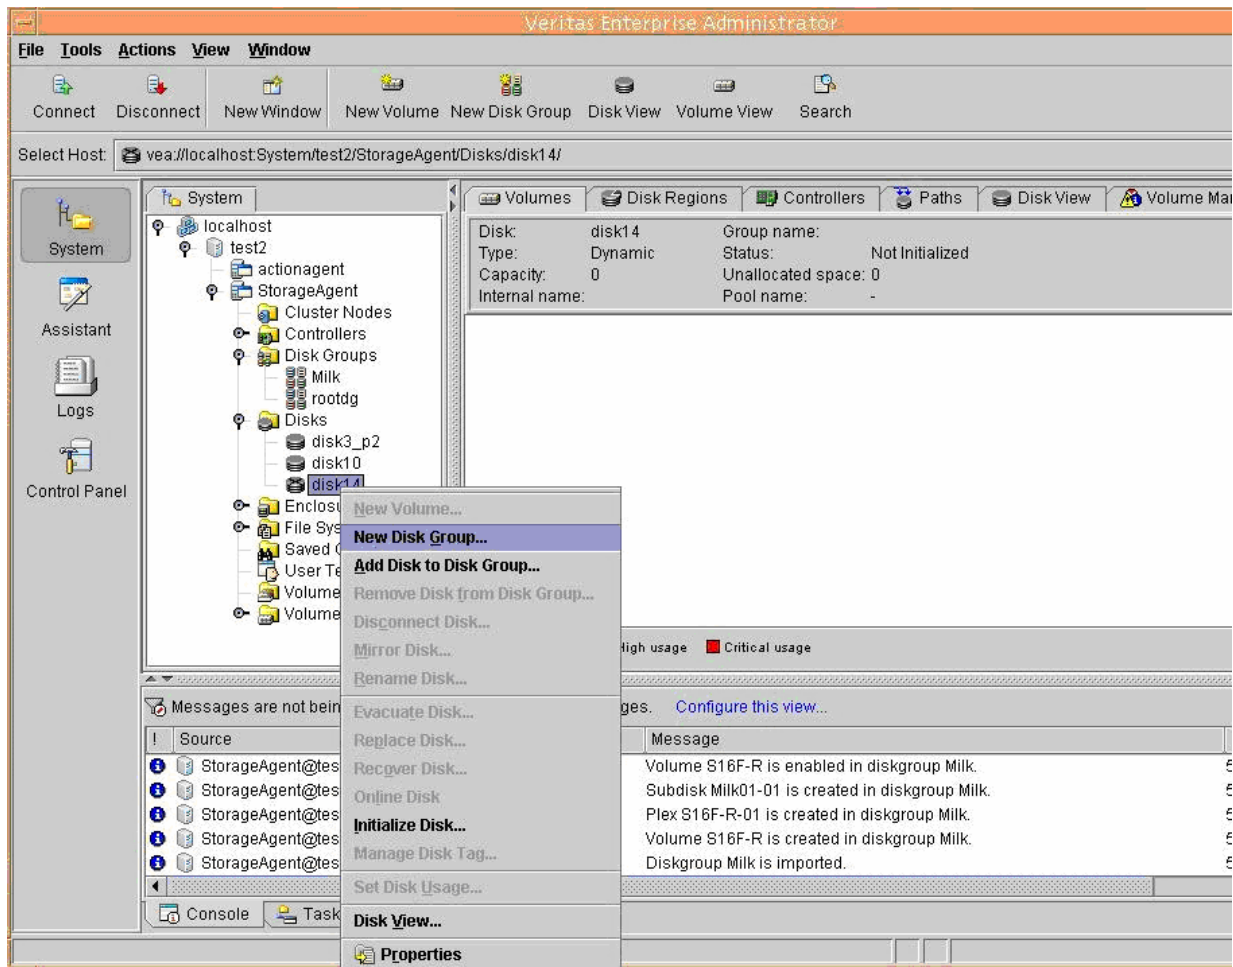 Veritas Enterprise Administrator
File Tools Actions View Window
Connect Disconnect New Window New Volume New Disk Group Disk View Volume View Search
Select Host: vea://localhost:System/test2/StorageAgent/Disks/disk14/
System
Assistant
Logs
Control Panel
System
localhost
test2
actionagent
StorageAgent
Cluster Nodes
Controllers
Disk Groups
Milk
rootdg
Disks
disk3_p2
disk10
disk14
Enclosu
File Sys
Saved
User Te
Volume
Volume
Volumes Disk Regions Controllers Paths Disk View Volume Ma
Disk: disk14 Group name:
Type: Dynamic Status: Not Initialized
Capacity: 0 Unallocated space: 0
Internal name: Pool name: -
High usage Critical usage
New Volume...
New Disk Group...
Add Disk to Disk Group...
Remove Disk from Disk Group...
Disconnect Disk...
Mirror Disk...
Rename Disk...
Evacuate Disk...
Replace Disk...
Recover Disk...
Online Disk
Initialize Disk...
Manage Disk Tag...
Set Disk Usage...
Disk View...
Properties
Messages are not bein ges. Configure this view...
! Source Message
StorageAgent@tes Volume S16F-R is enabled in diskgroup Milk.
StorageAgent@tes Subdisk Milk01-01 is created in diskgroup Milk.
StorageAgent@tes Plex S16F-R-01 is created in diskgroup Milk.
StorageAgent@tes Volume S16F-R is created in diskgroup Milk.
StorageAgent@tes Diskgroup Milk is imported.
Console Task